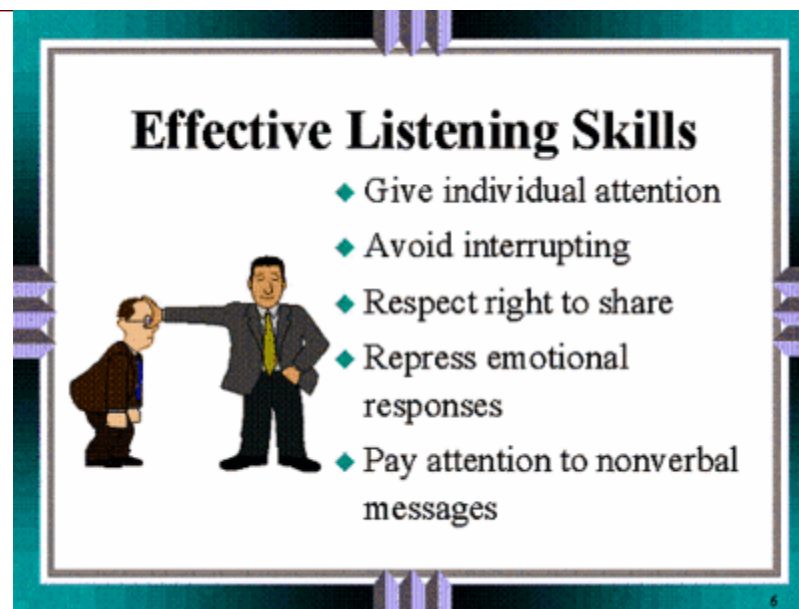 Effective Listening Skills
Give individual attention
Avoid interrupting
Respect right to share
Repress emotional
responses
Pay attention to nonverbal
messages
6